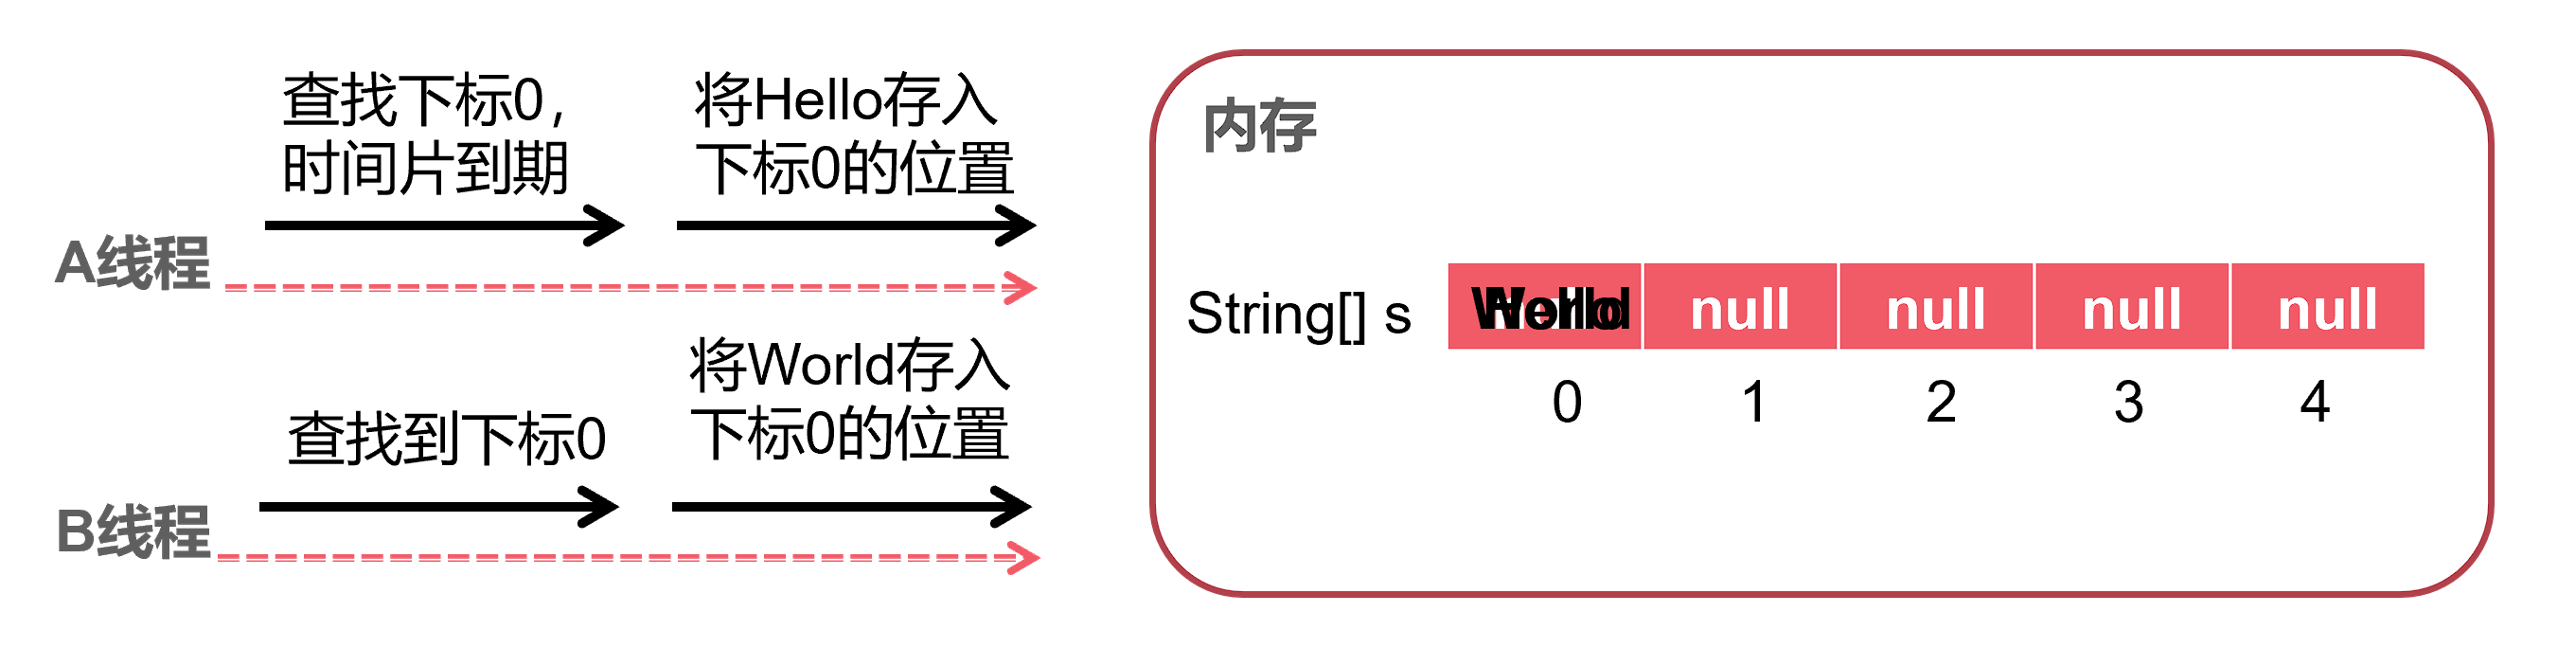 查找下标0，
时间片到期
将Hello存入
下标0的位置
A线程
将World存入
下标0的位置
查找到下标0
B线程
内存
String[] s
null null null null
0 1 2 3 4